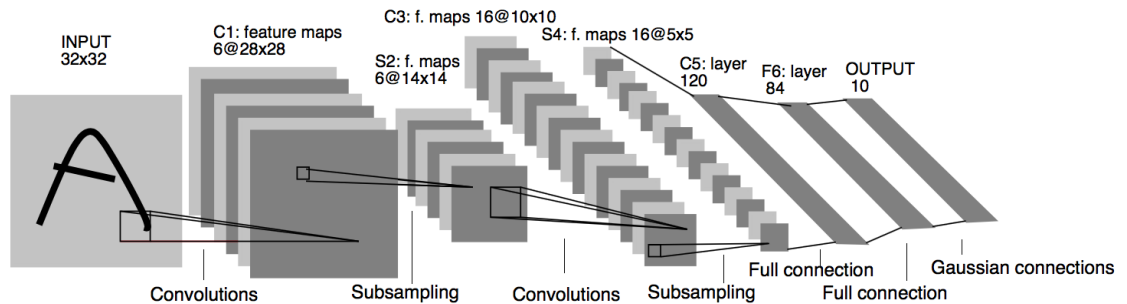 INPUT
32x32
C1: feature maps
6@28x28
S2: f. maps
6@14x14
C3: f. maps 16@10x10
S4: f. maps 16@5x5
C5: layer
120
F6: layer
84
OUTPUT
10
Convolutions
Subsampling
Convolutions
Subsampling
Full connection
Full connection
Gaussian connections